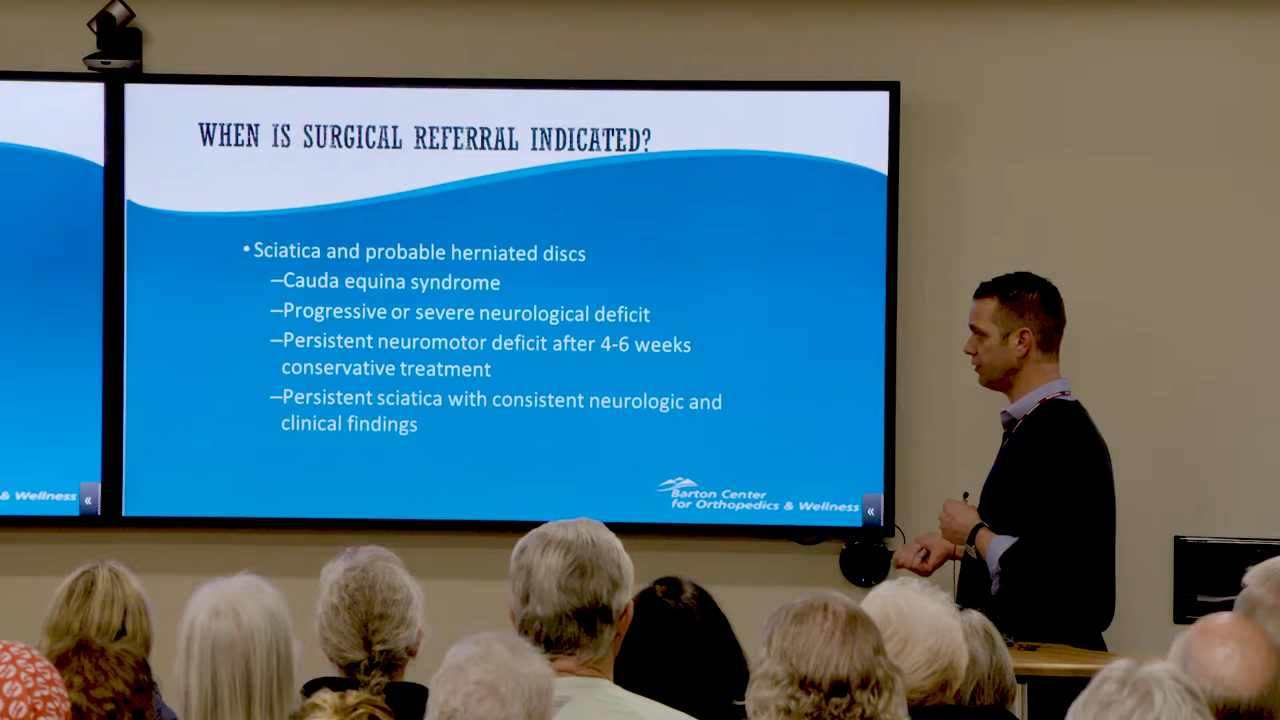 WHEN IS SURGICAL REFERRAL INDICATED?
• Sciatica and probable herniated discs
–Cauda equina syndrome
–Progressive or severe neurological deficit
–Persistent neuromotor deficit after 4-6 weeks
conservative treatment
–Persistent sciatica with consistent neurologic and
clinical findings
& Wellness «
Barton Center
for Orthopedics & Wellness «